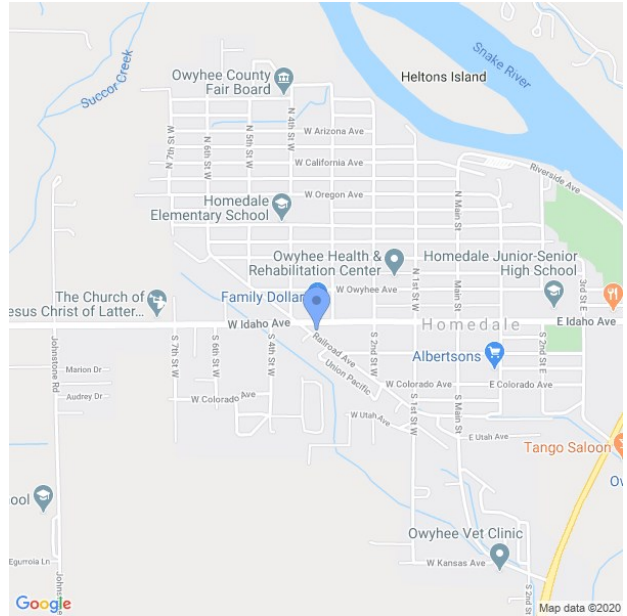 Succor Creek
Snake River
Heltons Island
Owyhee County
Fair Board
N 4th St W
N 5th St W
N 6th St W
N 7th St W
W Arizona Ave
W California Ave
Riverside Ave
W Oregon Ave
N Main St
Homedale
Elementary School
Owyhee Health &
Rehabilitation Center
N 1st St W
Homedale Junior-Senior
High School
3rd St E
Main St
W Owyhee Ave
Family Dollar
The Church of
esus Christ of Latter...
W Idaho Ave
Homedale
E Idaho Ave
Railroad Ave
Union Pacific
S 7th St W
S 6th St W
S 4th St W
S 2nd St W
S 2nd St E
Albertsons
Johnstone Rd
Marion Dr
Audrey Dr
W Colorado Ave
W Colorado Ave
E Colorado Ave
S 1st St W
S Main St
W Utah Ave
E Utah Ave
Tango Saloon
Ow
ool
Owyhee Vet Clinic
W Kansas Ave
Egurrola Ln
Johns
S 2nd St
Google
Map data ©2020